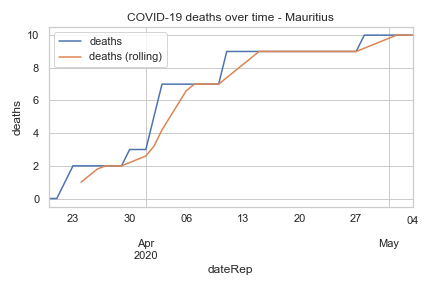 COVID-19 deaths over time - Mauritius
deaths
deaths (rolling)
10
8
6
4
2
0
deaths
23 30 06 13 20 27 04
Apr May
2020
dateRep